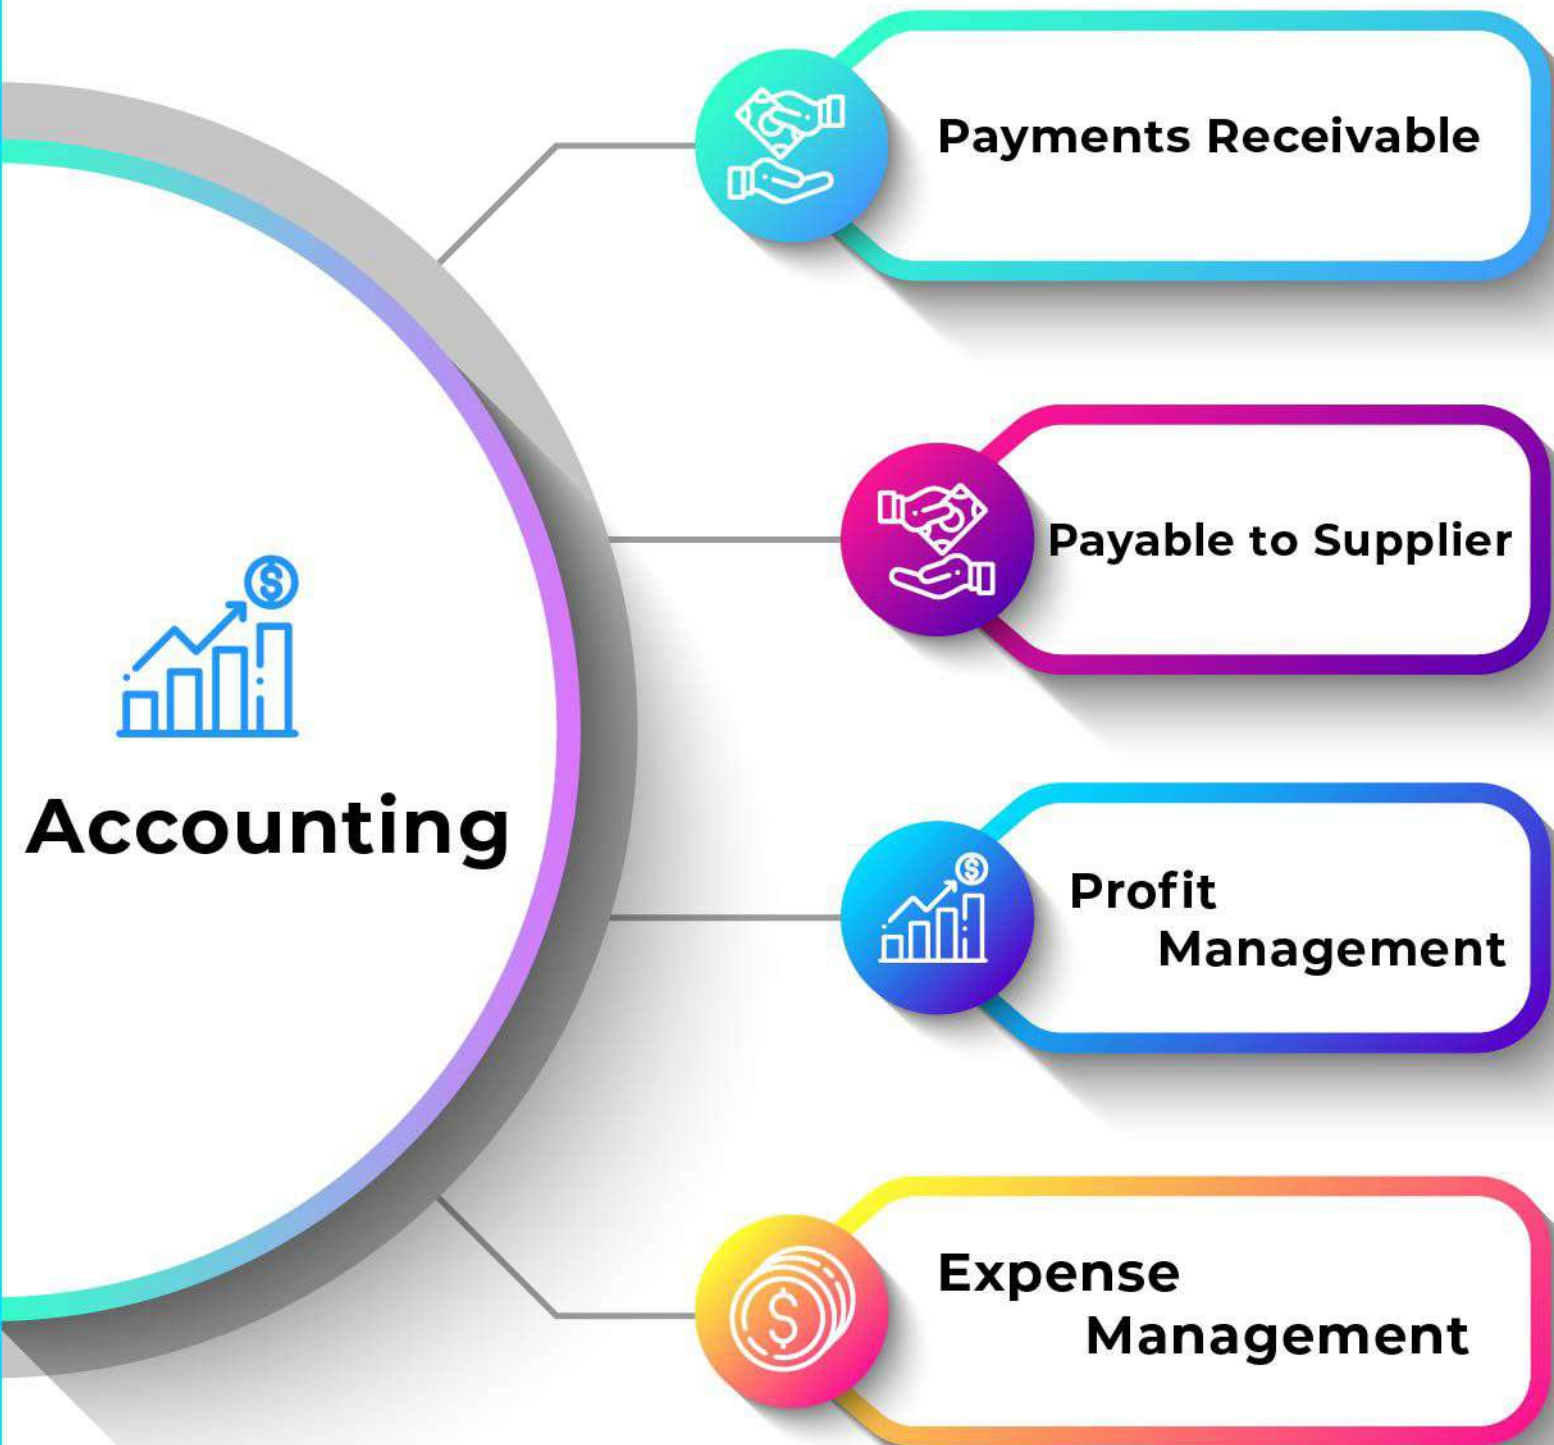 Accounting
Payments Receivable
Payable to Supplier
Profit
Management
Expense
Management